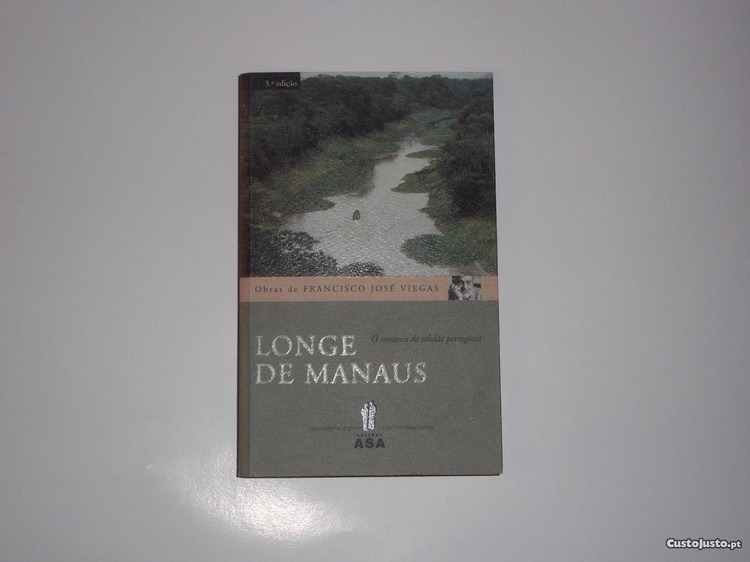 3.ª edição
Obras de FRANCISCO JOSÉ VIEGAS
O romance da solidão portuguesa
LONGE
DE MANAUS
ASA
CustoJusto.pt